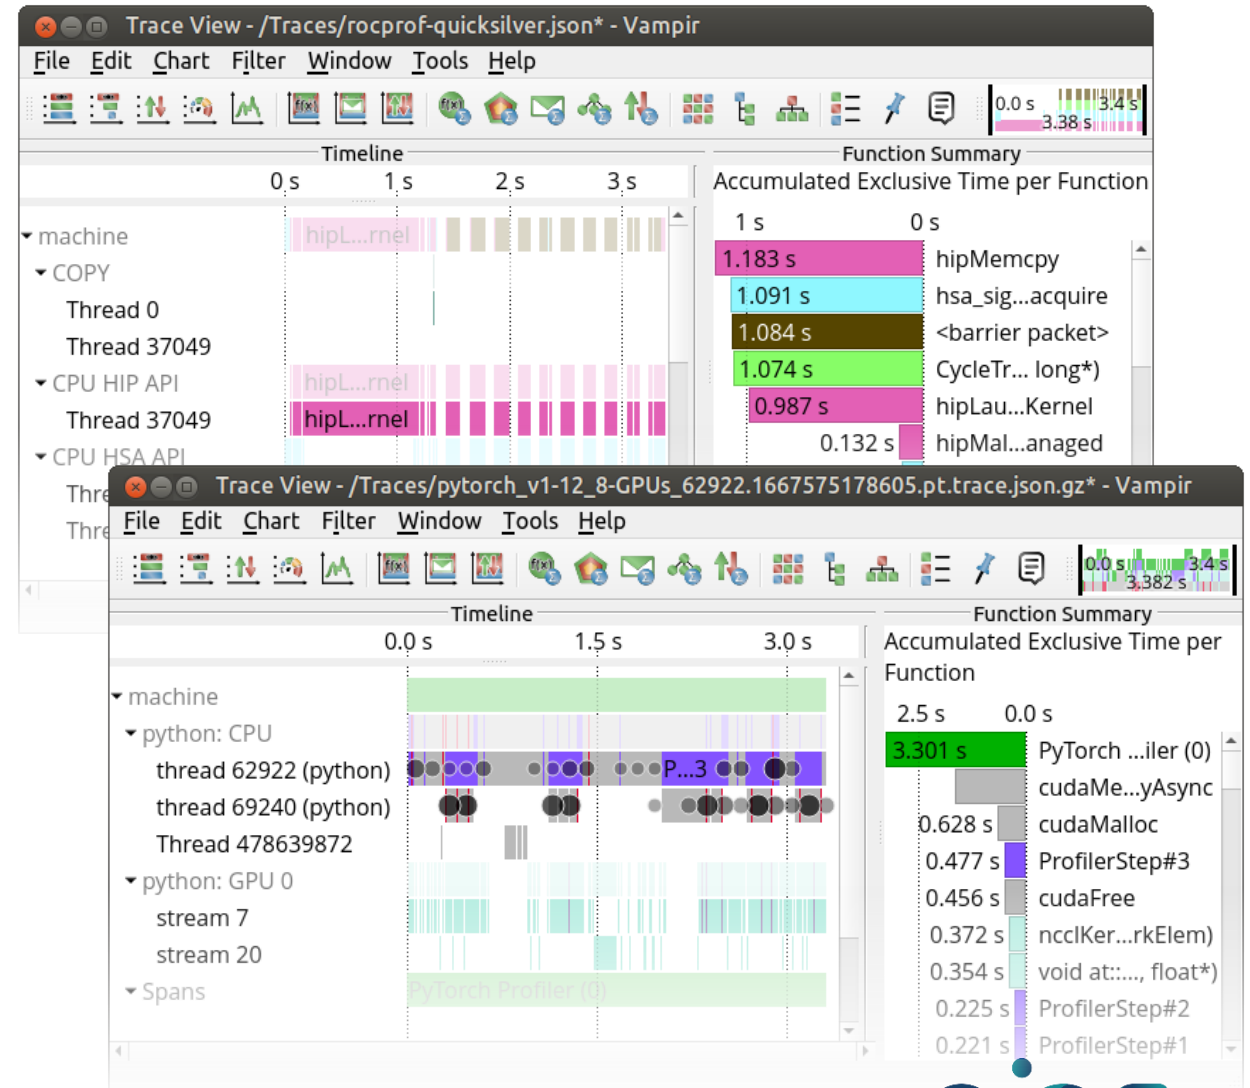 Trace View - /Traces/rocprof-quicksilver.json* - Vampir
File Edit Chart Filter Window Tools Help
0.0 s 3.4 s
3.38 s
Timeline
Function Summary
0 s 1 s 2 s 3 s
Accumulated Exclusive Time per Function
1 s 0 s
machine
hipL...rnel
COPY
Thread 0
Thread 37049
CPU HIP API
hipL...rnel
Thread 37049
hipL...rnel
CPU HSA API
Thre
Thre
1.183 s hipMemcpy
1.091 s hsa_sig...acquire
1.084 s <barrier packet>
1.074 s CycleTr... long*)
0.987 s hipLau...Kernel
0.132 s hipMal...anaged
Trace View - /Traces/pytorch_v1-12_8-GPUs_62922.1667575178605.pt.trace.json.gz* - Vampir
File Edit Chart Filter Window Tools Help
0.0 s 3.4 s
3.382 s
Timeline
Function Summary
0.0 s 1.5 s 3.0 s
Accumulated Exclusive Time per
Function
2.5 s 0.0 s
machine
python: CPU
thread 62922 (python)
P...3
thread 69240 (python)
Thread 478639872
python: GPU 0
stream 7
stream 20
Spans
PyTorch Profiler (0)
3.301 s PyTorch ...iler (0)
cudaMe...yAsync
0.628 s cudaMalloc
0.477 s ProfilerStep#3
0.456 s cudaFree
0.372 s ncclKer...rkElem)
0.354 s void at::..., float*)
0.225 s ProfilerStep#2
0.221 s ProfilerStep#1